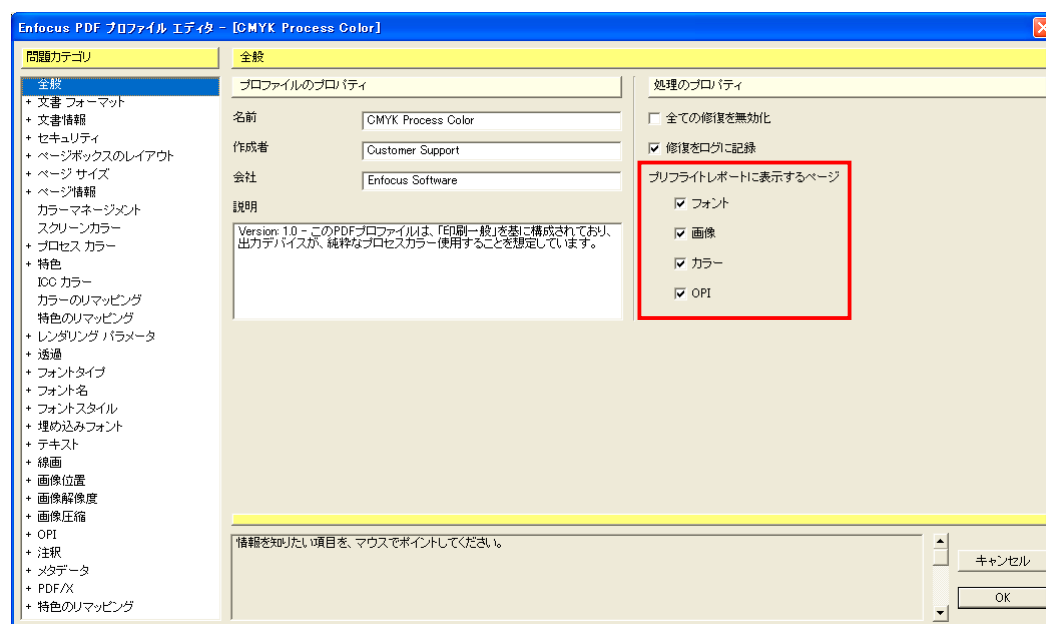 Enfocus PDF プロファイル エディタ - [CMYK Process Color]
問題カテゴリ
全般
+ 文書 フォーマット
+ 文書情報
+ セキュリティ
+ ページボックスのレイアウト
+ ページ サイズ
+ ページ情報
カラーマネージメント
スクリーンカラー
+ プロセス カラー
+ 特色
ICC カラー
カラーのリマッピング
特色のリマッピング
+ レンダリング パラメータ
+ 透過
+ フォントタイプ
+ フォント名
+ フォントスタイル
+ 埋め込みフォント
+ テキスト
+ 線画
+ 画像位置
+ 画像解像度
+ 画像圧縮
+ OPI
+ 注釈
+ メタデータ
+ PDF/X
+ 特色のリマッピング
全般
プロファイルのプロパティ
名前
CMYK Process Color
作成者
Customer Support
会社
Enfocus Software
説明
Version: 1.0 - このPDFプロファイルは、「印刷一般」を基に構成されており、
出力デバイスが、純粋なプロセスカラー使用することを想定しています。
処理のプロパティ
全ての修復を無効化
修復をログに記録
プリフライトレポートに表示するページ
フォント
画像
カラー
OPI
情報を知りたい項目を、マウスでポイントしてください。
キャンセル
OK